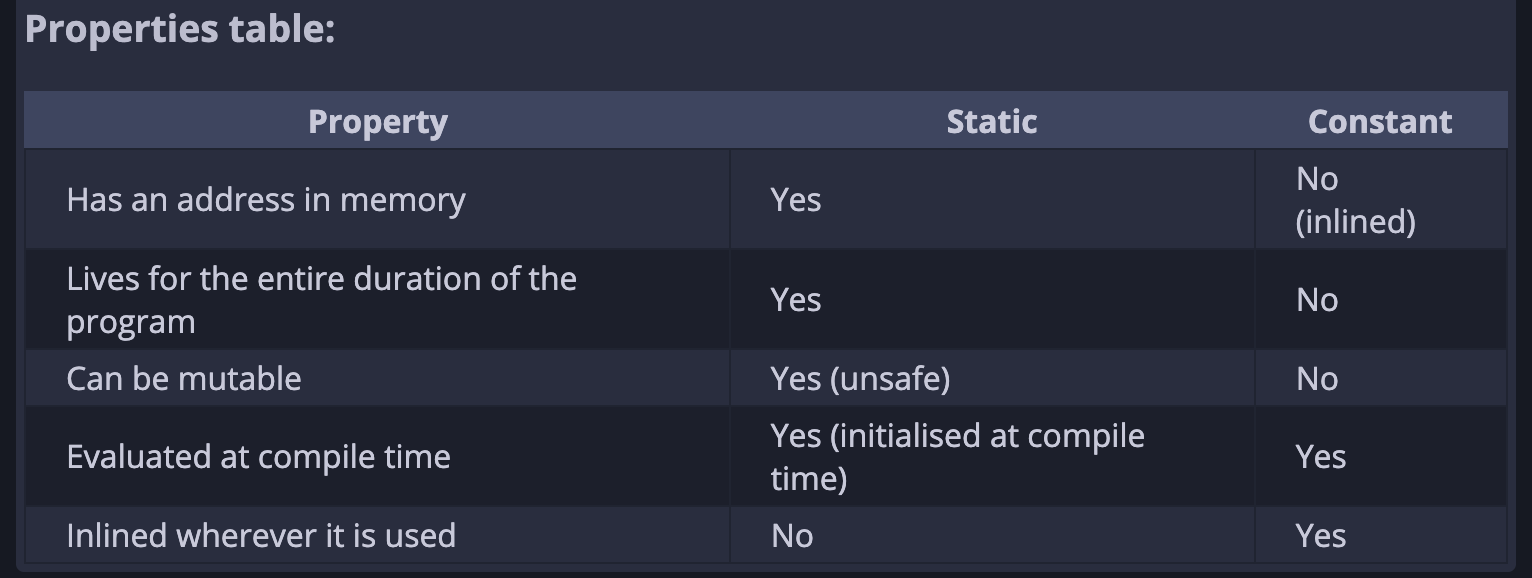 Properties table:
Property Static Constant
Has an address in memory Yes No (inlined)
Lives for the entire duration of the program Yes No
Can be mutable Yes (unsafe) No
Evaluated at compile time Yes (initialised at compile time) Yes
Inlined wherever it is used No Yes